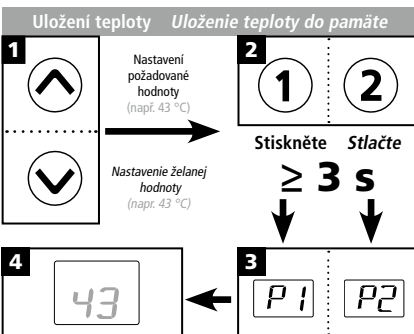 Uložení teploty Uloženie teploty do pamäte
1
Nastavení
požadované
hodnoty
(např. 43 °C)
Nastavenie želanej
hodnoty
(napr. 43 °C)
2
1 2
Stiskněte Stlačte
≥ 3 s
4
43
3
P1 P2